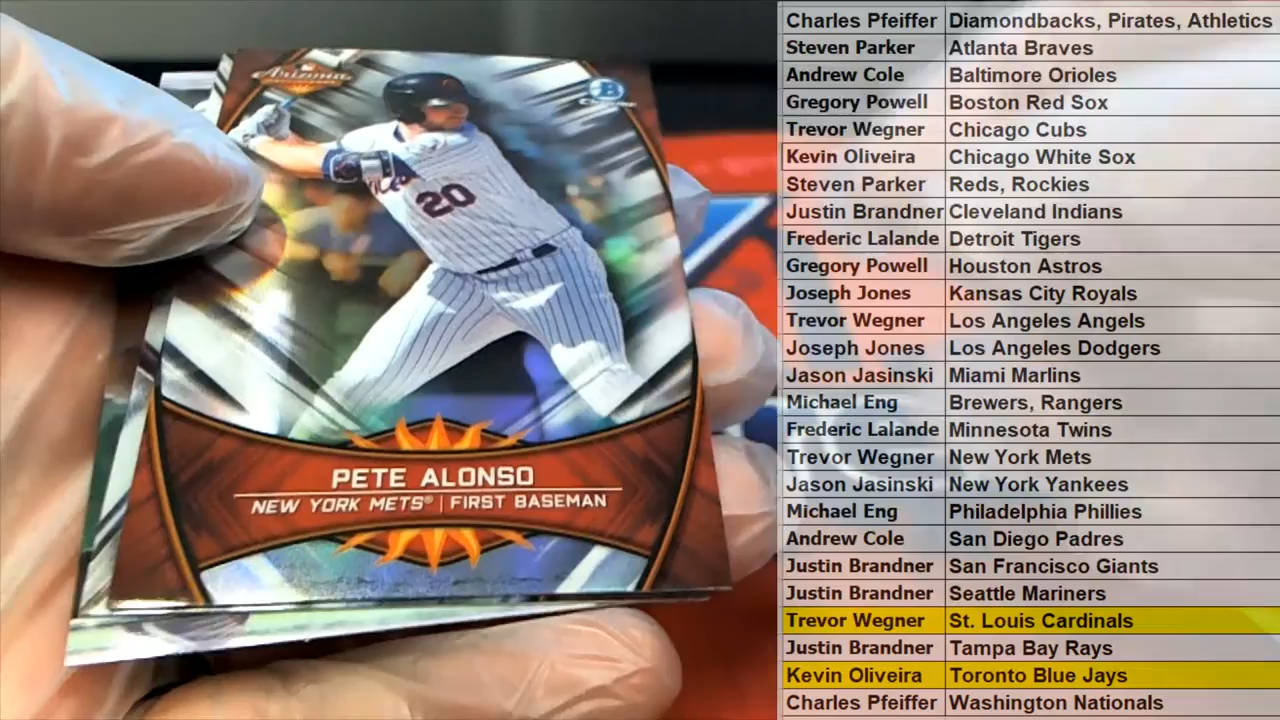 Arizona
B
20
PETE ALONSO
NEW YORK METS® | FIRST BASEMAN
Charles Pfeiffer Diamondbacks, Pirates, Athletics
Steven Parker Atlanta Braves
Andrew Cole Baltimore Orioles
Gregory Powell Boston Red Sox
Trevor Wegner Chicago Cubs
Kevin Oliveira Chicago White Sox
Steven Parker Reds, Rockies
Justin Brandner Cleveland Indians
Frederic Lalande Detroit Tigers
Gregory Powell Houston Astros
Joseph Jones Kansas City Royals
Trevor Wegner Los Angeles Angels
Joseph Jones Los Angeles Dodgers
Jason Jasinski Miami Marlins
Michael Eng Brewers, Rangers
Frederic Lalande Minnesota Twins
Trevor Wegner New York Mets
Jason Jasinski New York Yankees
Michael Eng Philadelphia Phillies
Andrew Cole San Diego Padres
Justin Brandner San Francisco Giants
Justin Brandner Seattle Mariners
Trevor Wegner St. Louis Cardinals
Justin Brandner Tampa Bay Rays
Kevin Oliveira Toronto Blue Jays
Charles Pfeiffer Washington Nationals